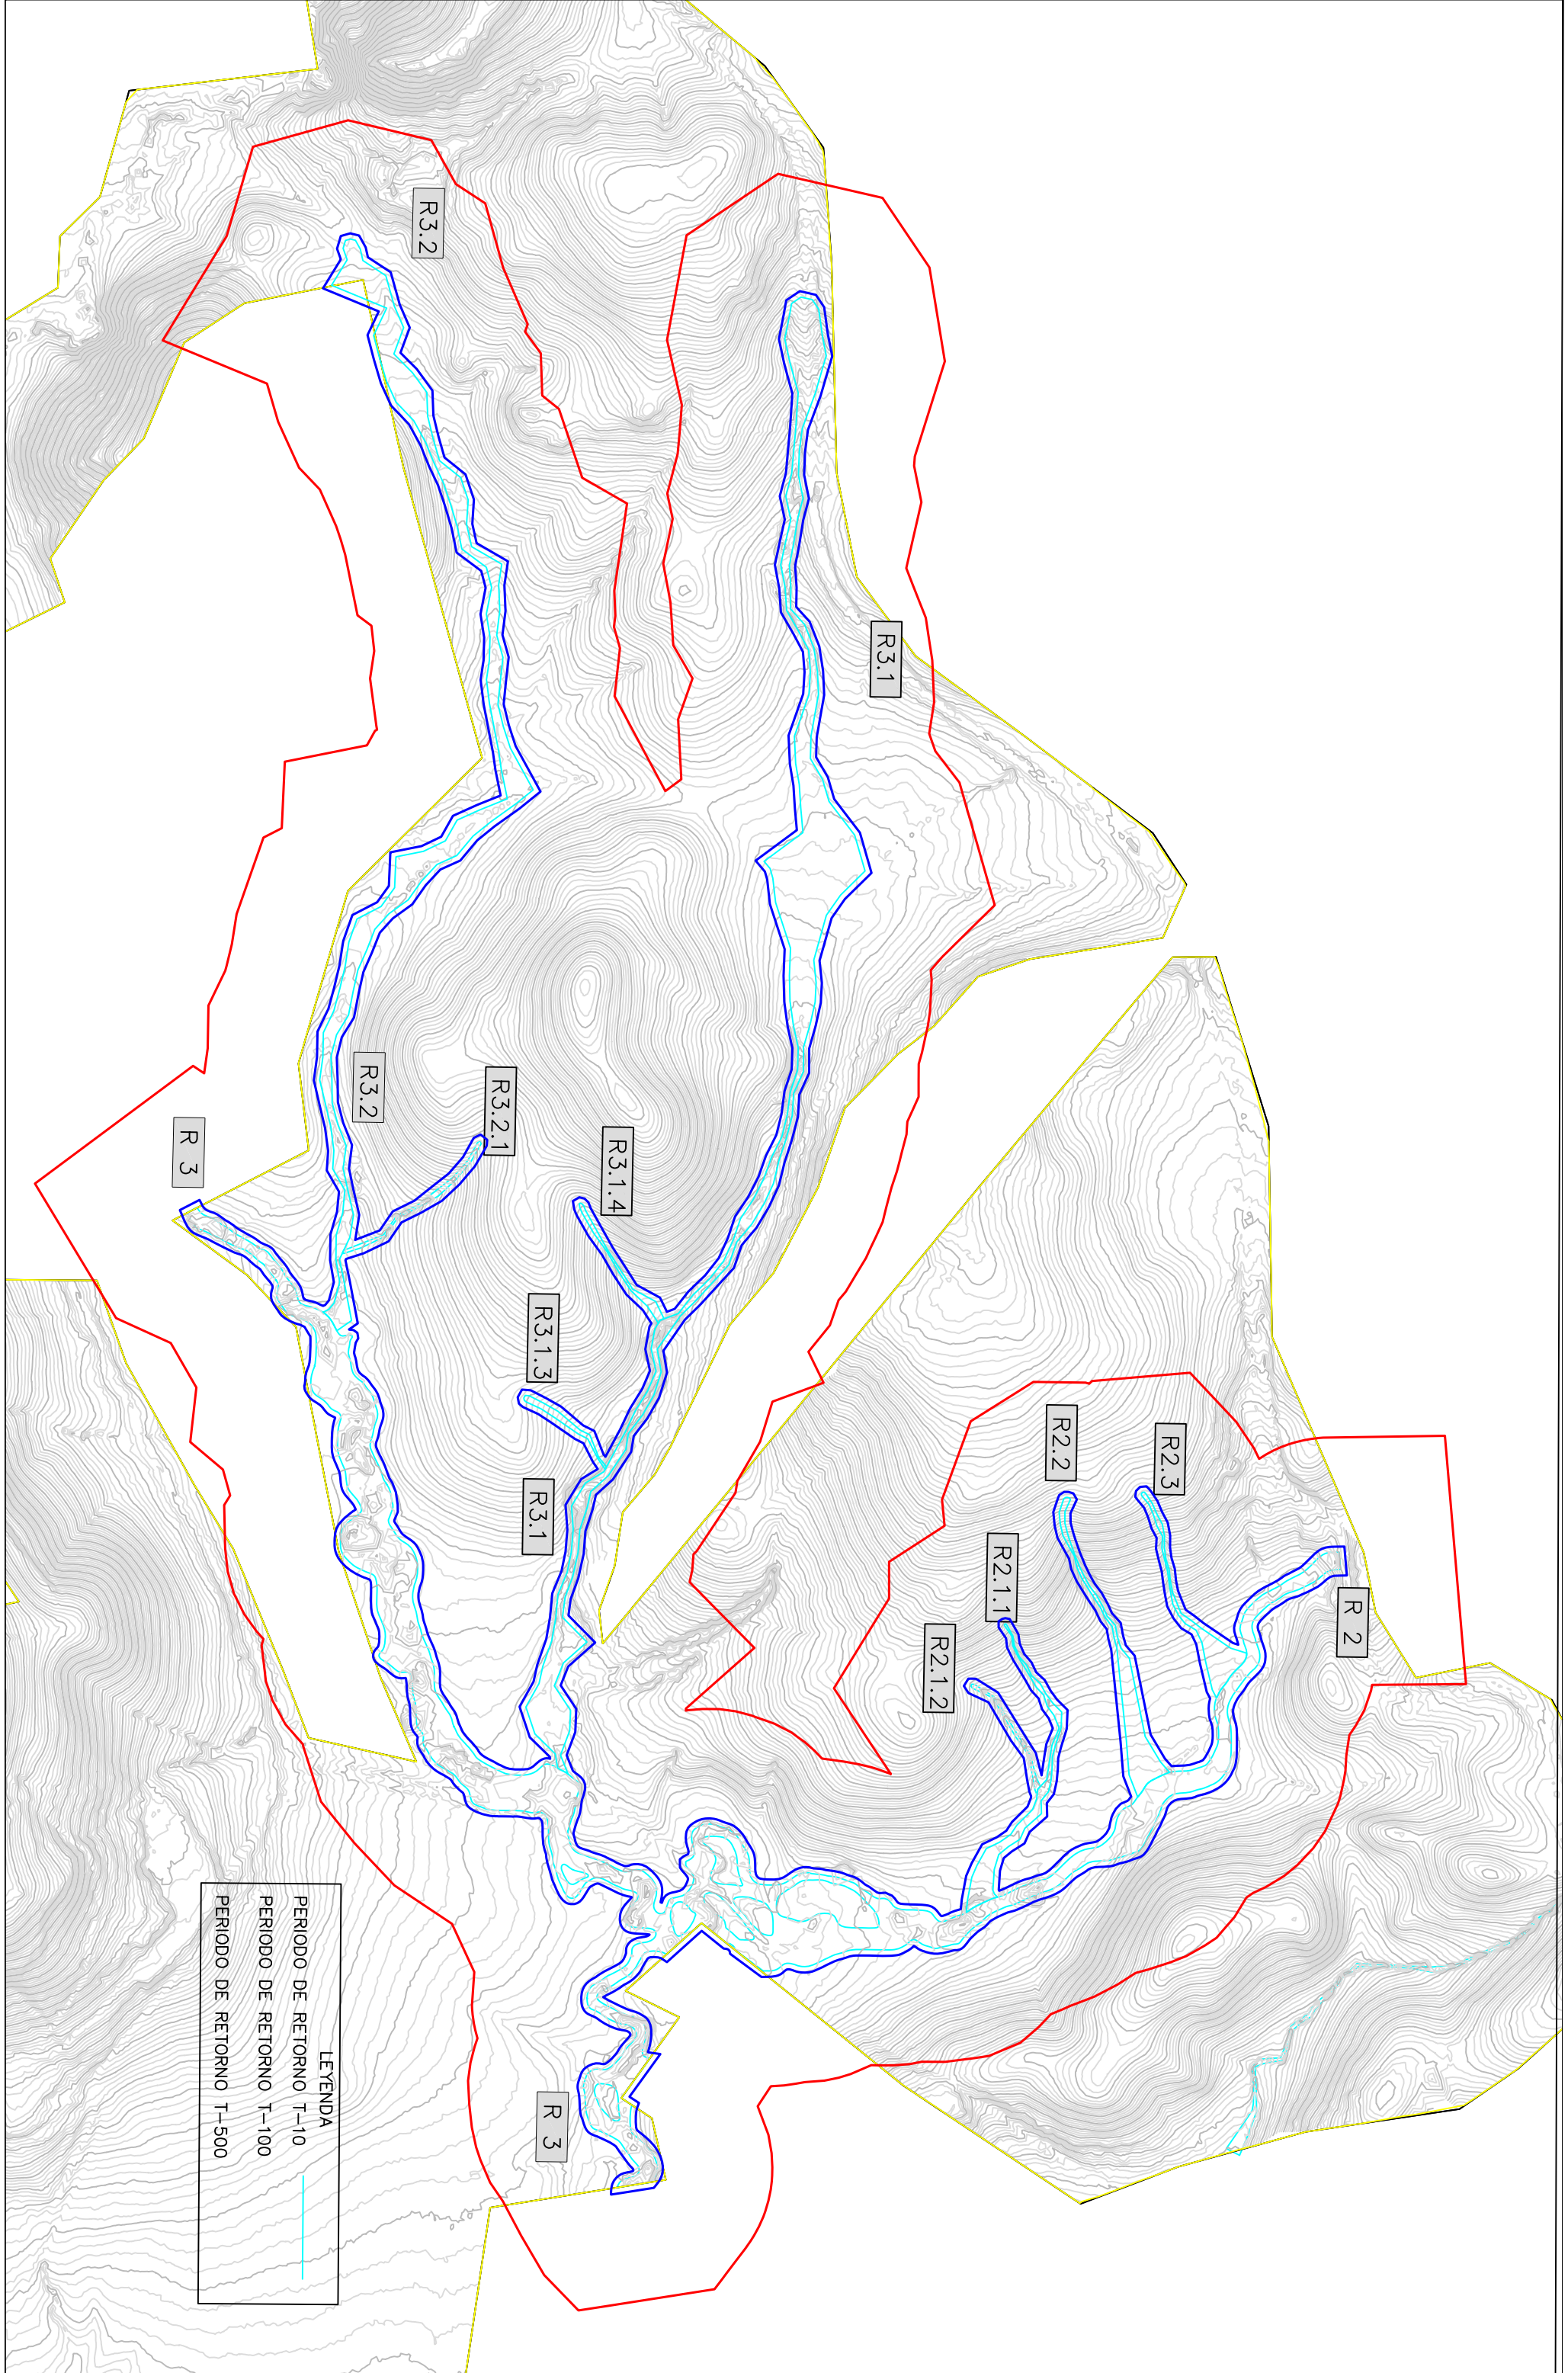 R 2
R2.3
R2.2
R2.1.1
R2.1.2
R3.1
R3.1.4
R3.1.3
R3.1
R 3
R3.2.1
R3.2
R3.2
R 3
LEYENDA
PERIODO DE RETORNO T-10
PERIODO DE RETORNO T-100
PERIODO DE RETORNO T-500